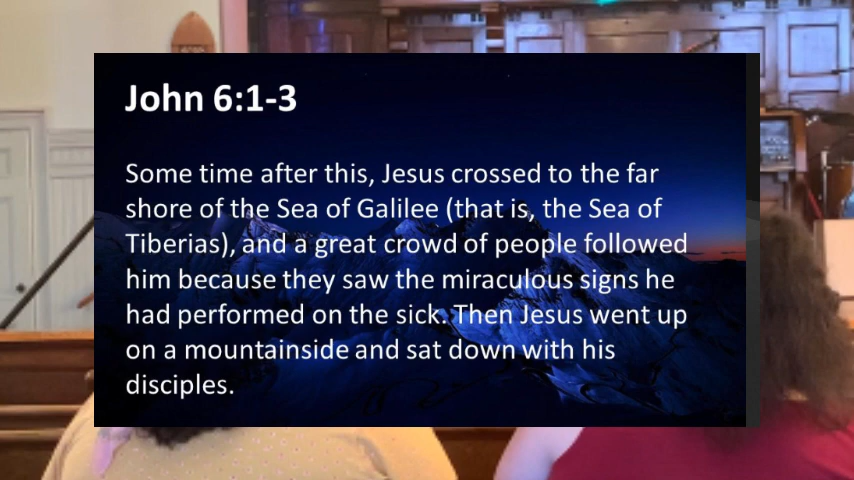 John 6:1-3
Some time after this, Jesus crossed to the far
shore of the Sea of Galilee (that is, the Sea of
Tiberias), and a great crowd of people followed
him because they saw the miraculous signs he
had performed on the sick. Then Jesus went up
on a mountainside and sat down with his
disciples.